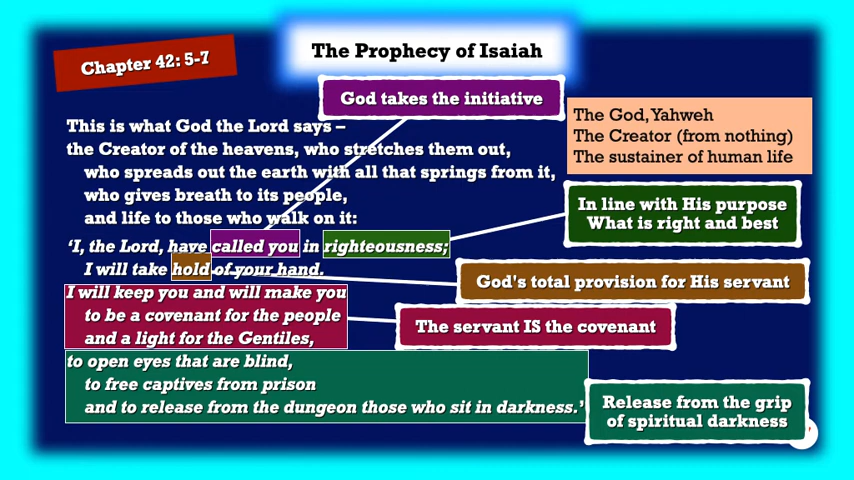 The Prophecy of Isaiah
Chapter 42: 5-7
God takes the initiative
This is what God the Lord says –
the Creator of the heavens, who stretches them out,
who spreads out the earth with all that springs from it,
who gives breath to its people,
and life to those who walk on it:
‘I, the Lord, have called you in righteousness;
I will take hold of your hand.
I will keep you and will make you
to be a covenant for the people
and a light for the Gentiles,
to open eyes that are blind,
to free captives from prison
and to release from the dungeon those who sit in darkness.’
The God, Yahweh
The Creator (from nothing)
The sustainer of human life
In line with His purpose
What is right and best
God's total provision for His servant
The servant IS the covenant
Release from the grip
of spiritual darkness